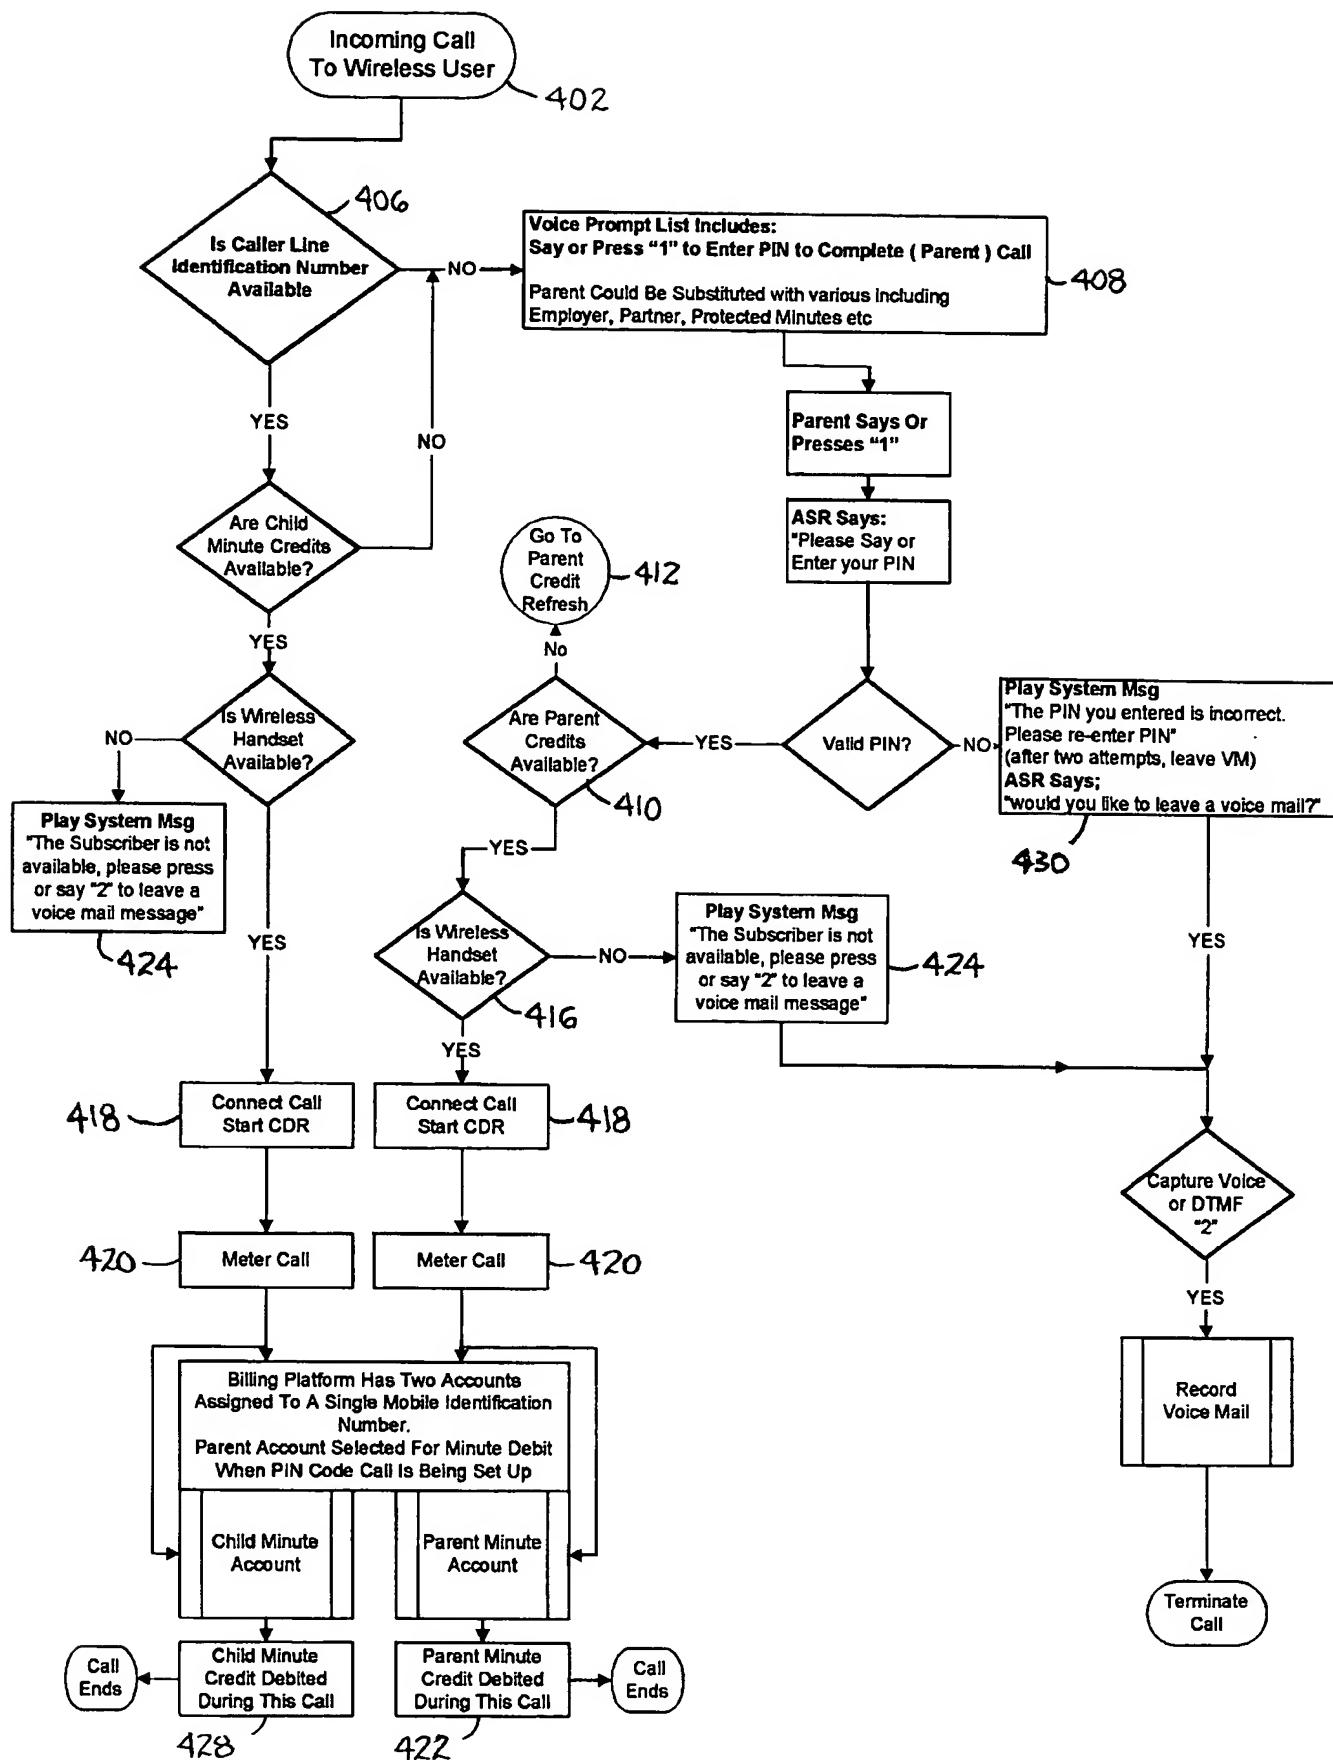 Incoming Call
To Wireless User
402
406
Is Caller Line
Identification Number
Available
NO
Voice Prompt List Includes:
Say or Press "1" to Enter PIN to Complete ( Parent ) Call
Parent Could Be Substituted with various including
Employer, Partner, Protected Minutes etc
408
YES
NO
Parent Says Or
Presses "1"
Are Child
Minute Credits
Available?
ASR Says:
"Please Say or
Enter your PIN
Go To
Parent
Credit
Refresh
412
YES
No
Is Wireless
Handset
Available?
NO
Are Parent
Credits
Available?
410
YES
Valid PIN?
NO
Play System Msg
"The PIN you entered is incorrect.
Please re-enter PIN"
(after two attempts, leave VM)
ASR Says;
"would you like to leave a voice mail?"
430
Play System Msg
"The Subscriber is not
available, please press
or say "2" to leave a
voice mail message"
424
YES
YES
Is Wireless
Handset
Available?
416
NO
Play System Msg
"The Subscriber is not
available, please press
or say "2" to leave a
voice mail message"
424
YES
YES
418
Connect Call
Start CDR
Connect Call
Start CDR
418
Capture Voice
or DTMF
"2"
420
Meter Call
Meter Call
420
YES
Billing Platform Has Two Accounts
Assigned To A Single Mobile Identification
Number.
Parent Account Selected For Minute Debit
When PIN Code Call Is Being Set Up
Record
Voice Mail
Child Minute
Account
Parent Minute
Account
Terminate
Call
Call
Ends
Child Minute
Credit Debited
During This Call
428
Parent Minute
Credit Debited
During This Call
422
Call
Ends